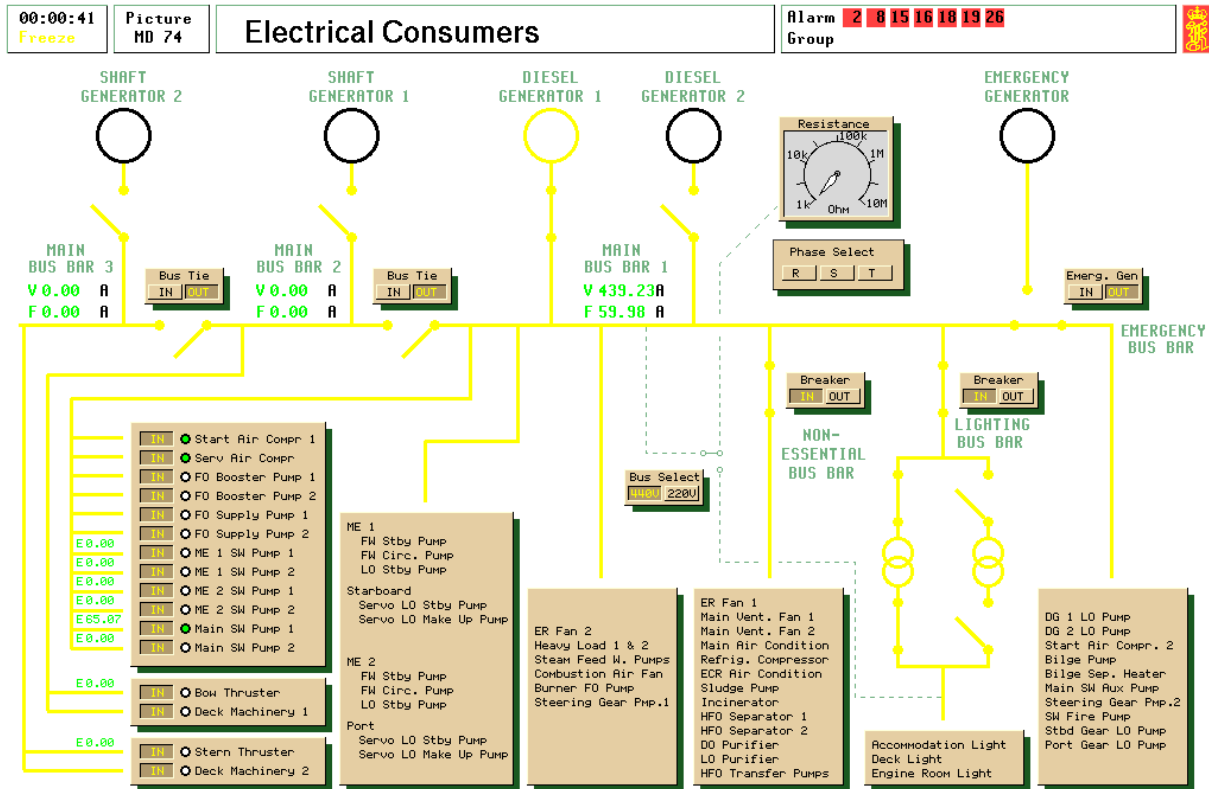 00:00:41
Freeze
Picture
MD 74
Electrical Consumers
Alarm 2 8 15 16 18 19 26
Group
SHAFT
GENERATOR 2
SHAFT
GENERATOR 1
DIESEL
GENERATOR 1
DIESEL
GENERATOR 2
EMERGENCY
GENERATOR
Resistance
100k
10k
1M
1k
10M
Ohm
Phase Select
R S T
MAIN
BUS BAR 3
V 0.00 A
F 0.00 A
Bus Tie
IN OUT
MAIN
BUS BAR 2
V 0.00 A
F 0.00 A
Bus Tie
IN OUT
MAIN
BUS BAR 1
V 439.23A
F 59.98 A
Emerg. Gen
IN OUT
EMERGENCY
BUS BAR
Breaker
IN OUT
Breaker
IN OUT
NON-
ESSENTIAL
BUS BAR
LIGHTING
BUS BAR
Bus Select
440V 220V
IN Start Air Compr 1
IN Serv Air Compr
IN FO Booster Pump 1
IN FO Booster Pump 2
IN FO Supply Pump 1
IN FO Supply Pump 2
E0.00 IN ME 1 SW Pump 1
E0.00 IN ME 1 SW Pump 2
E0.00 IN ME 2 SW Pump 1
E0.00 IN ME 2 SW Pump 2
E65.07 IN Main SW Pump 1
E0.00 IN Main SW Pump 2
E0.00 IN Bow Thruster
IN Deck Machinery 1
E0.00 IN Stern Thruster
IN Deck Machinery 2
ME 1
FW Stby Pump
FW Circ. Pump
LO Stby Pump
Starboard
Servo LO Stby Pump
Servo LO Make Up Pump
ME 2
FW Stby Pump
FW Circ. Pump
LO Stby Pump
Port
Servo LO Stby Pump
Servo LO Make Up Pump
ER Fan 2
Heavy Load 1 & 2
Steam Feed W. Pumps
Combustion Air Fan
Burner FO Pump
Steering Gear Pmp.1
ER Fan 1
Main Vent. Fan 1
Main Vent. Fan 2
Main Air Condition
Refrig. Compressor
ECR Air Condition
Sludge Pump
Incinerator
HFO Separator 1
HFO Separator 2
DO Purifier
LO Purifier
HFO Transfer Pumps
Accommodation Light
Deck Light
Engine Room Light
DG 1 LO Pump
DG 2 LO Pump
Start Air Compr. 2
Bilge Pump
Bilge Sep. Heater
Main SW Aux Pump
Steering Gear Pmp.2
SW Fire Pump
Stbd Gear LO Pump
Port Gear LO Pump